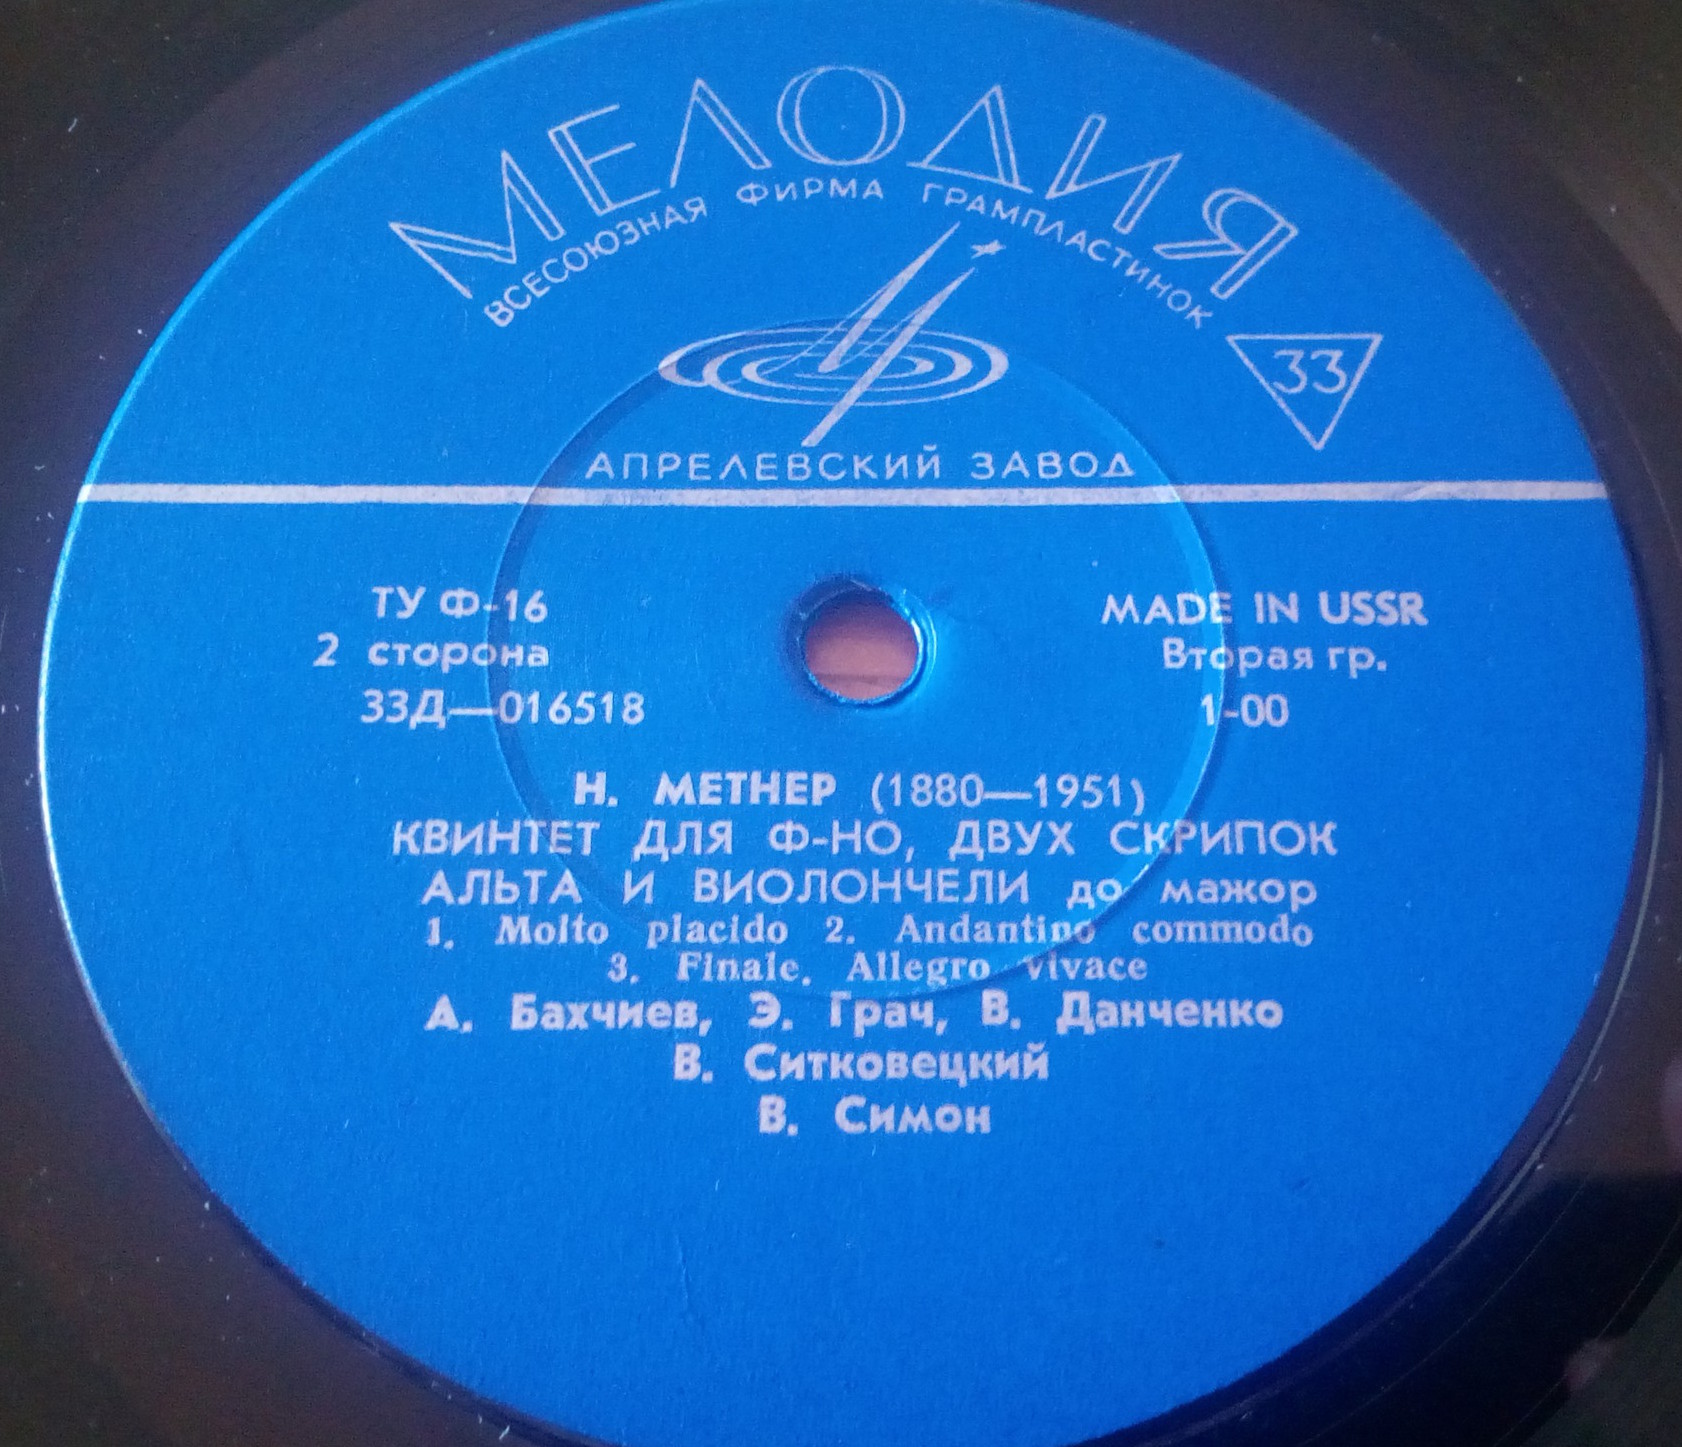 МЕЛОДИЯ
ВСЕСОЮЗНАЯ ФИРМА ГРАМПЛАСТИНОК
33
АПРЕЛЕВСКИЙ ЗАВОД
ТУ Ф-16
MADE IN USSR
2 сторона
Вторая гр.
33Д—016518
1-00
Н. МЕТНЕР (1880—1951)
КВИНТЕТ ДЛЯ Ф-НО, ДВУХ СКРИПОК
АЛЬТА И ВИОЛОНЧЕЛИ до мажор
1. Molto placido 2. Andantino commodo
3. Finale. Allegro vivace
А. Бахчиев, Э. Грач, В. Данченко
В. Ситковецкий
В. Симон